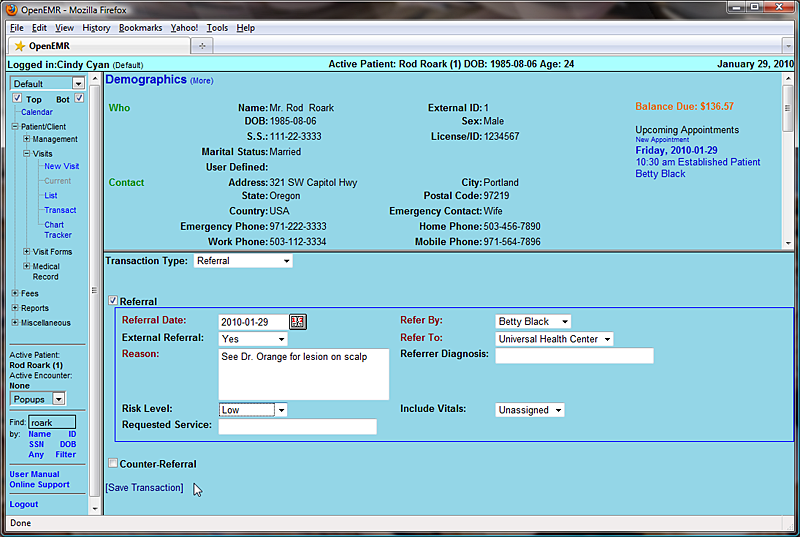 OpenEMR - Mozilla Firefox
File Edit View History Bookmarks Yahoo! Tools Help
OpenEMR
Logged in:Cindy Cyan
Active Patient: Rod Roark (1) DOB: 1985-08-06 Age: 24
January 29, 2010
Default
Top Bot
Calendar
Patient/Client
Management
Visits
New Visit
Current
List
Transact
Chart
Tracker
Visit Forms
Medical
Record
Fees
Reports
Miscellaneous
Active Patient:
Rod Roark (1)
Active Encounter:
None
Popups
Find: roark
by: Name ID
SSN DOB
Any Filter
User Manual
Online Support
Logout
Demographics (More)
Who
Name: Mr. Rod Roark External ID: 1
DOB: 1985-08-06 Sex: Male
S.S.: 111-22-3333 License/ID: 1234567
Marital Status: Married
User Defined:
Contact
Address: 321 SW Capitol Hwy City: Portland
State: Oregon Postal Code: 97219
Country: USA Emergency Contact: Wife
Emergency Phone: 971-222-3333 Home Phone: 503-456-7890
Work Phone: 503-112-3334 Mobile Phone: 971-564-7896
Balance Due: $136.57
Upcoming Appointments
New Appointment
Friday, 2010-01-29
10:30 am Established Patient
Betty Black
Transaction Type: Referral
Referral
Referral Date: 2010-01-29 Refer By: Betty Black
External Referral: Yes Refer To: Universal Health Center
Reason: See Dr. Orange for lesion on scalp Referrer Diagnosis:
Risk Level: Low Include Vitals: Unassigned
Requested Service:
Counter-Referral
[Save Transaction]
Done